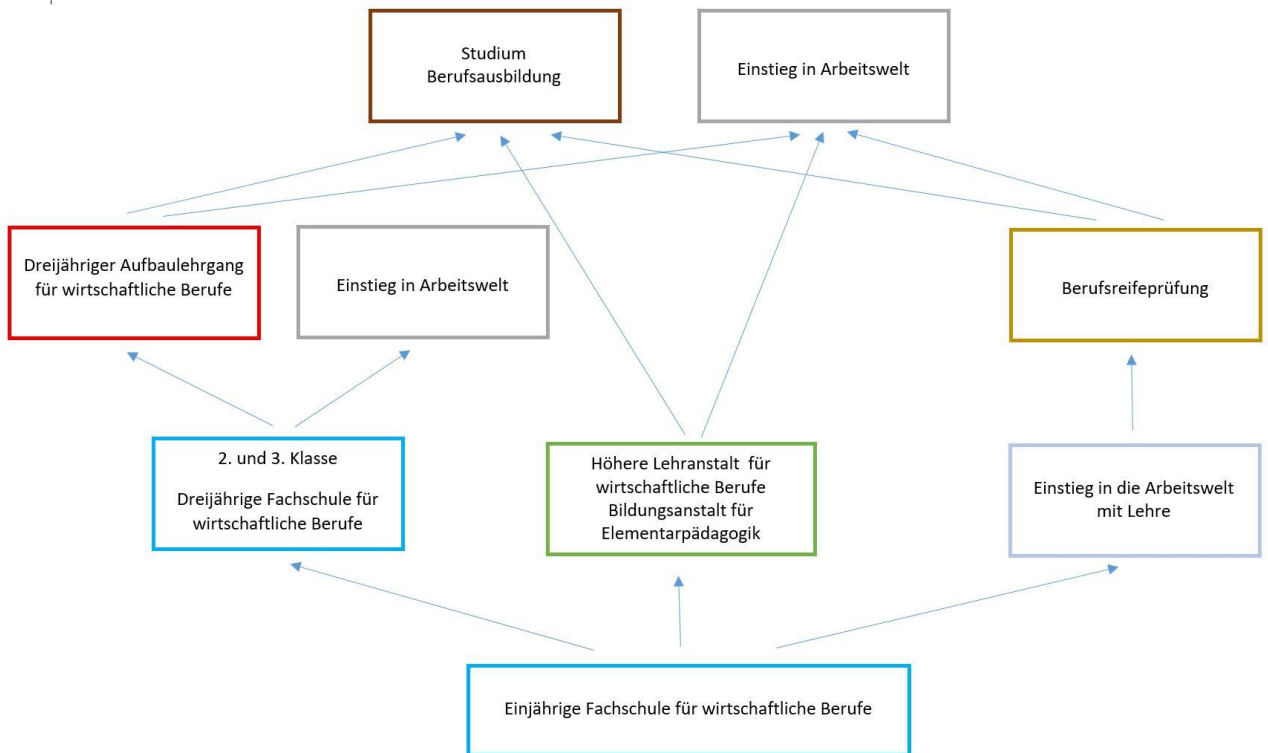 Studium
Berufsausbildung
Einstieg in Arbeitswelt
Dreijähriger Aufbaulehrgang
für wirtschaftliche Berufe
Einstieg in Arbeitswelt
Berufsreifeprüfung
2. und 3. Klasse
Dreijährige Fachschule für
wirtschaftliche Berufe
Höhere Lehranstalt für
wirtschaftliche Berufe
Bildungsanstalt für
Elementarpädagogik
Einstieg in die Arbeitswelt
mit Lehre
Einjährige Fachschule für wirtschaftliche Berufe